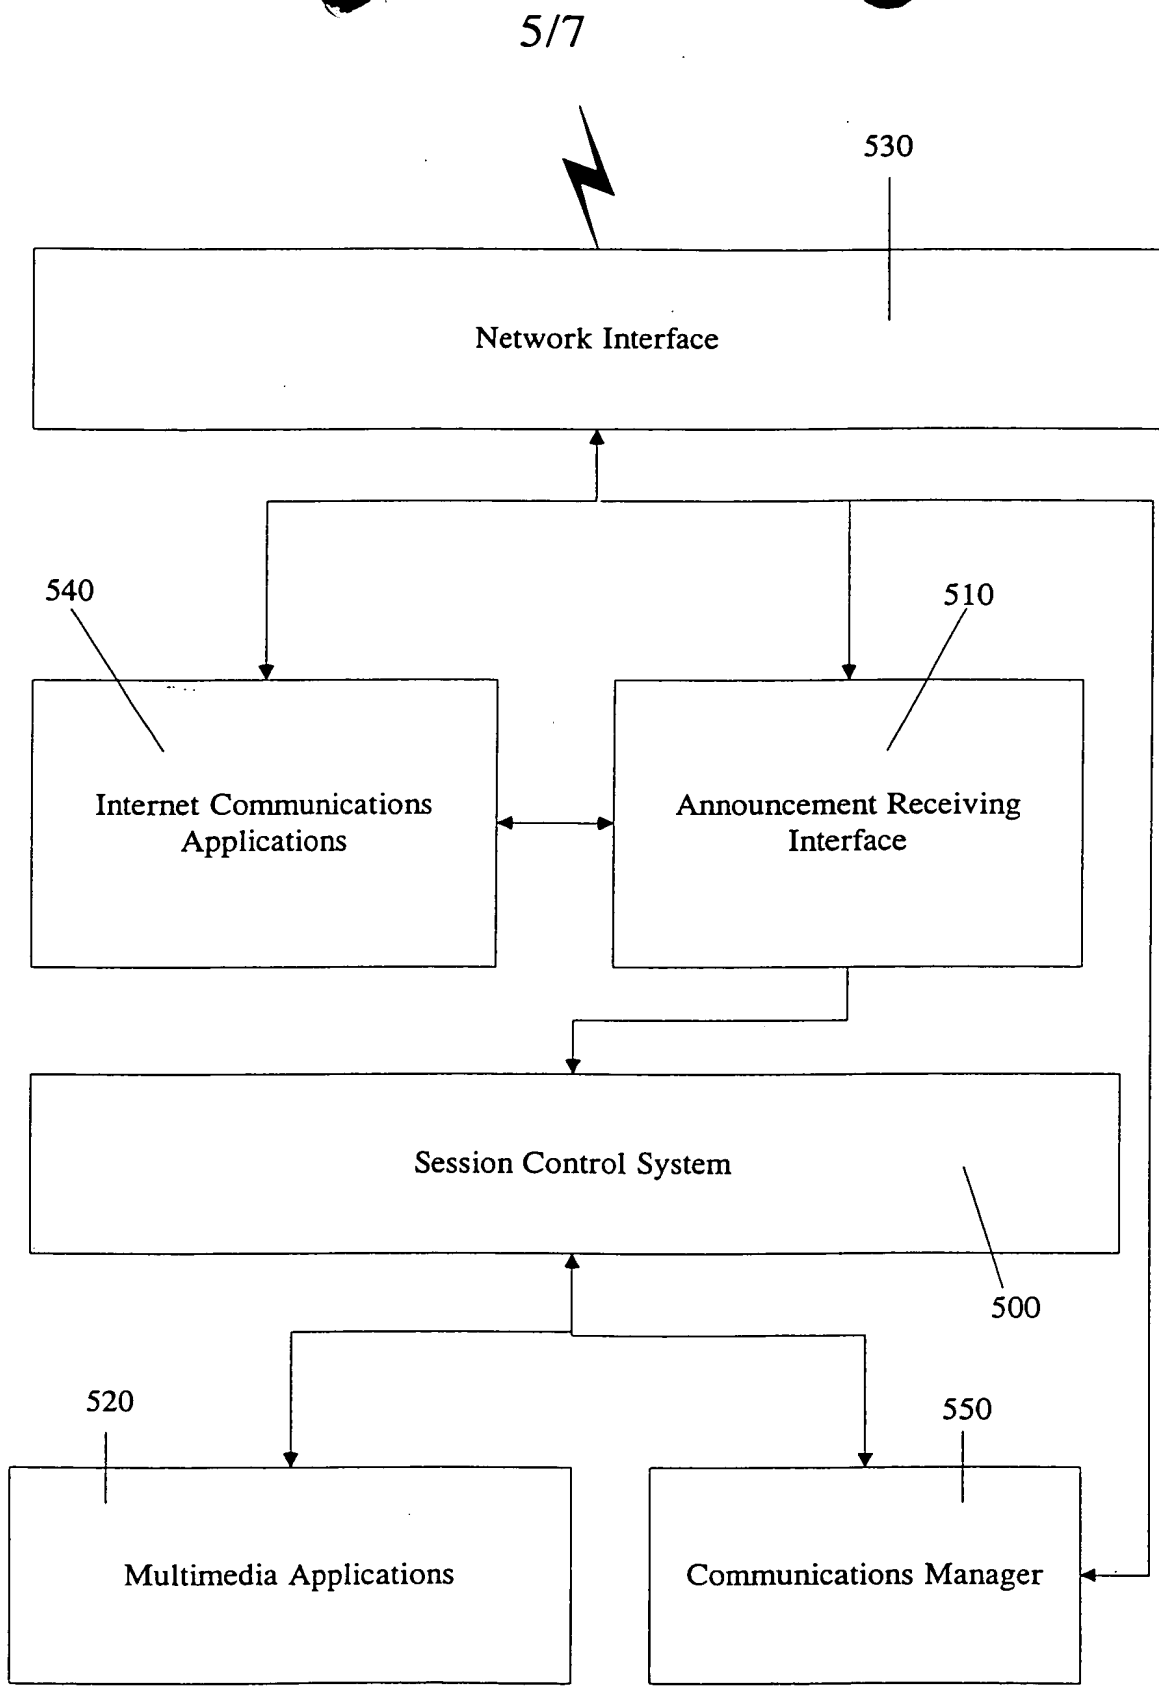 5/7
530
Network Interface
540
510
Internet Communications
Applications
Announcement Receiving
Interface
Session Control System
500
520
550
Multimedia Applications
Communications Manager